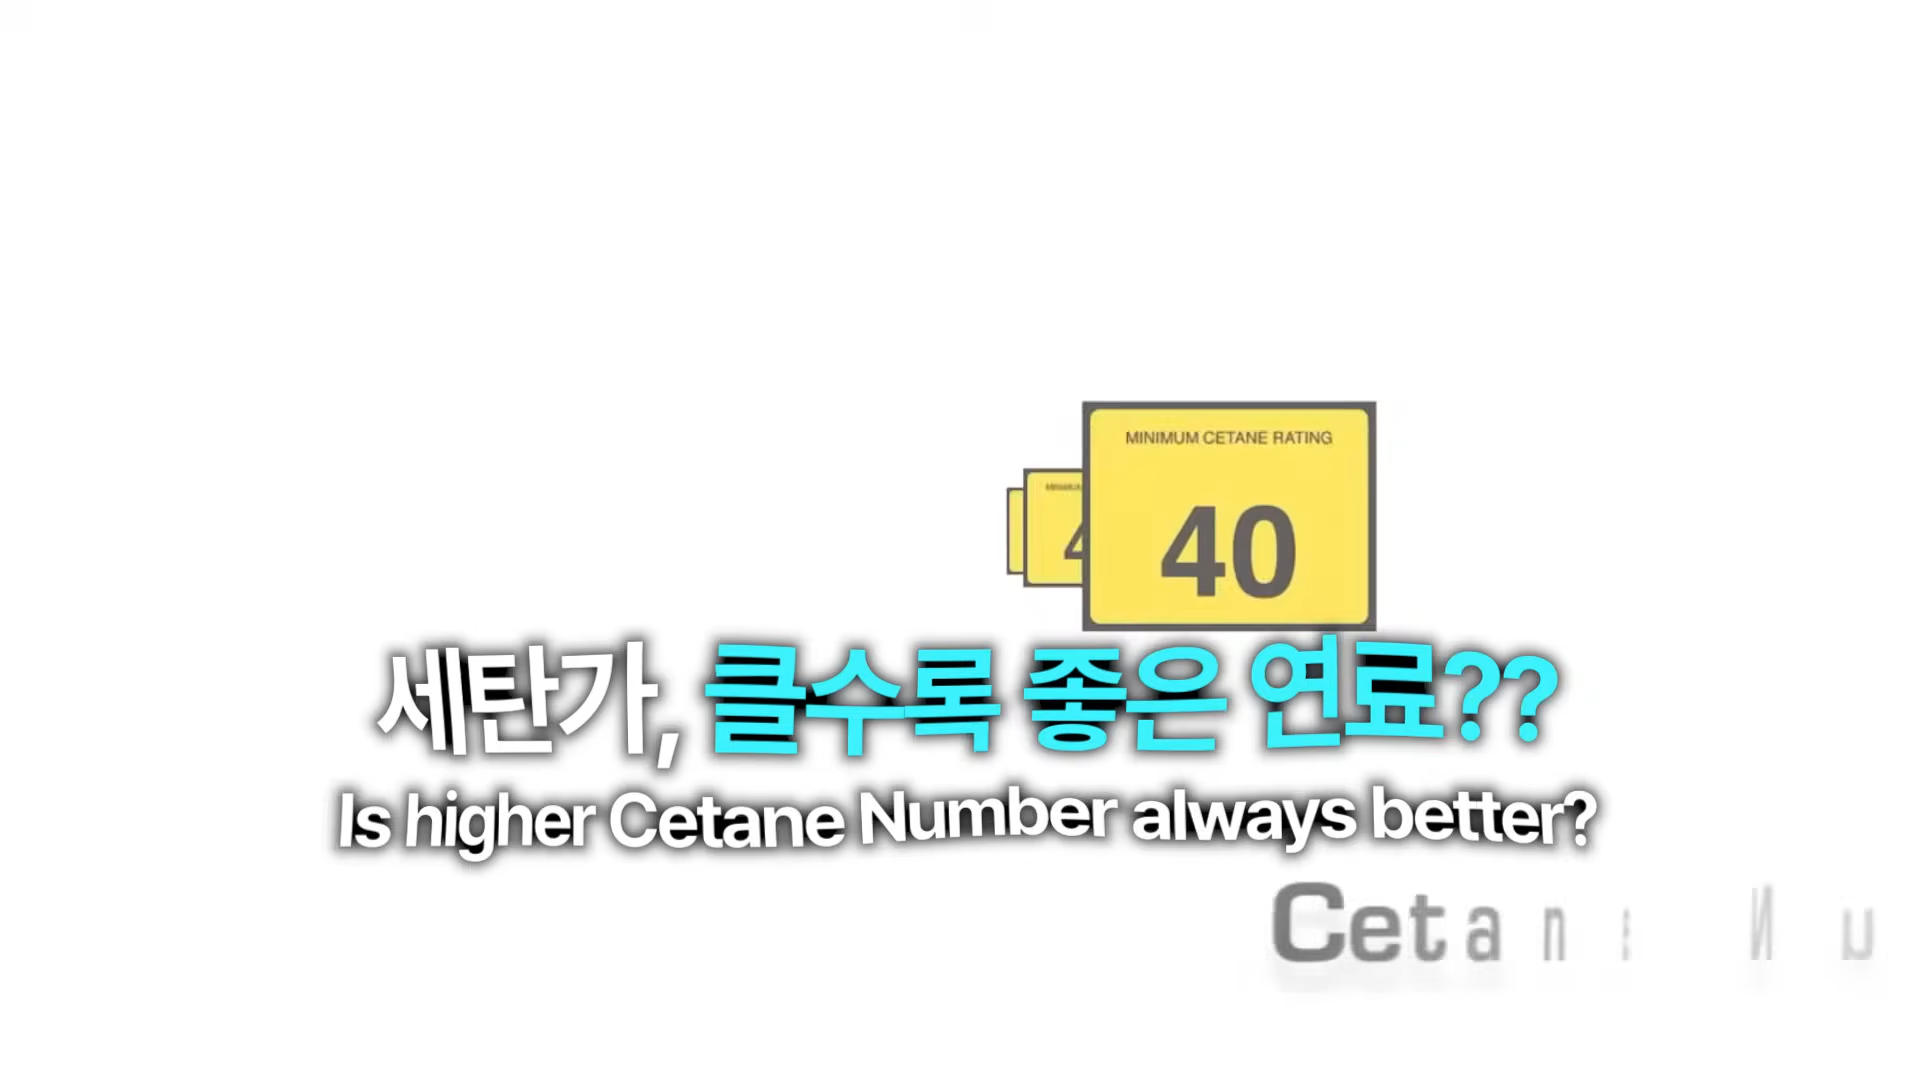 MINIMUM CETANE RATING
40
세탄가, 클수록 좋은 연료??
Is higher Cetane Number always better?